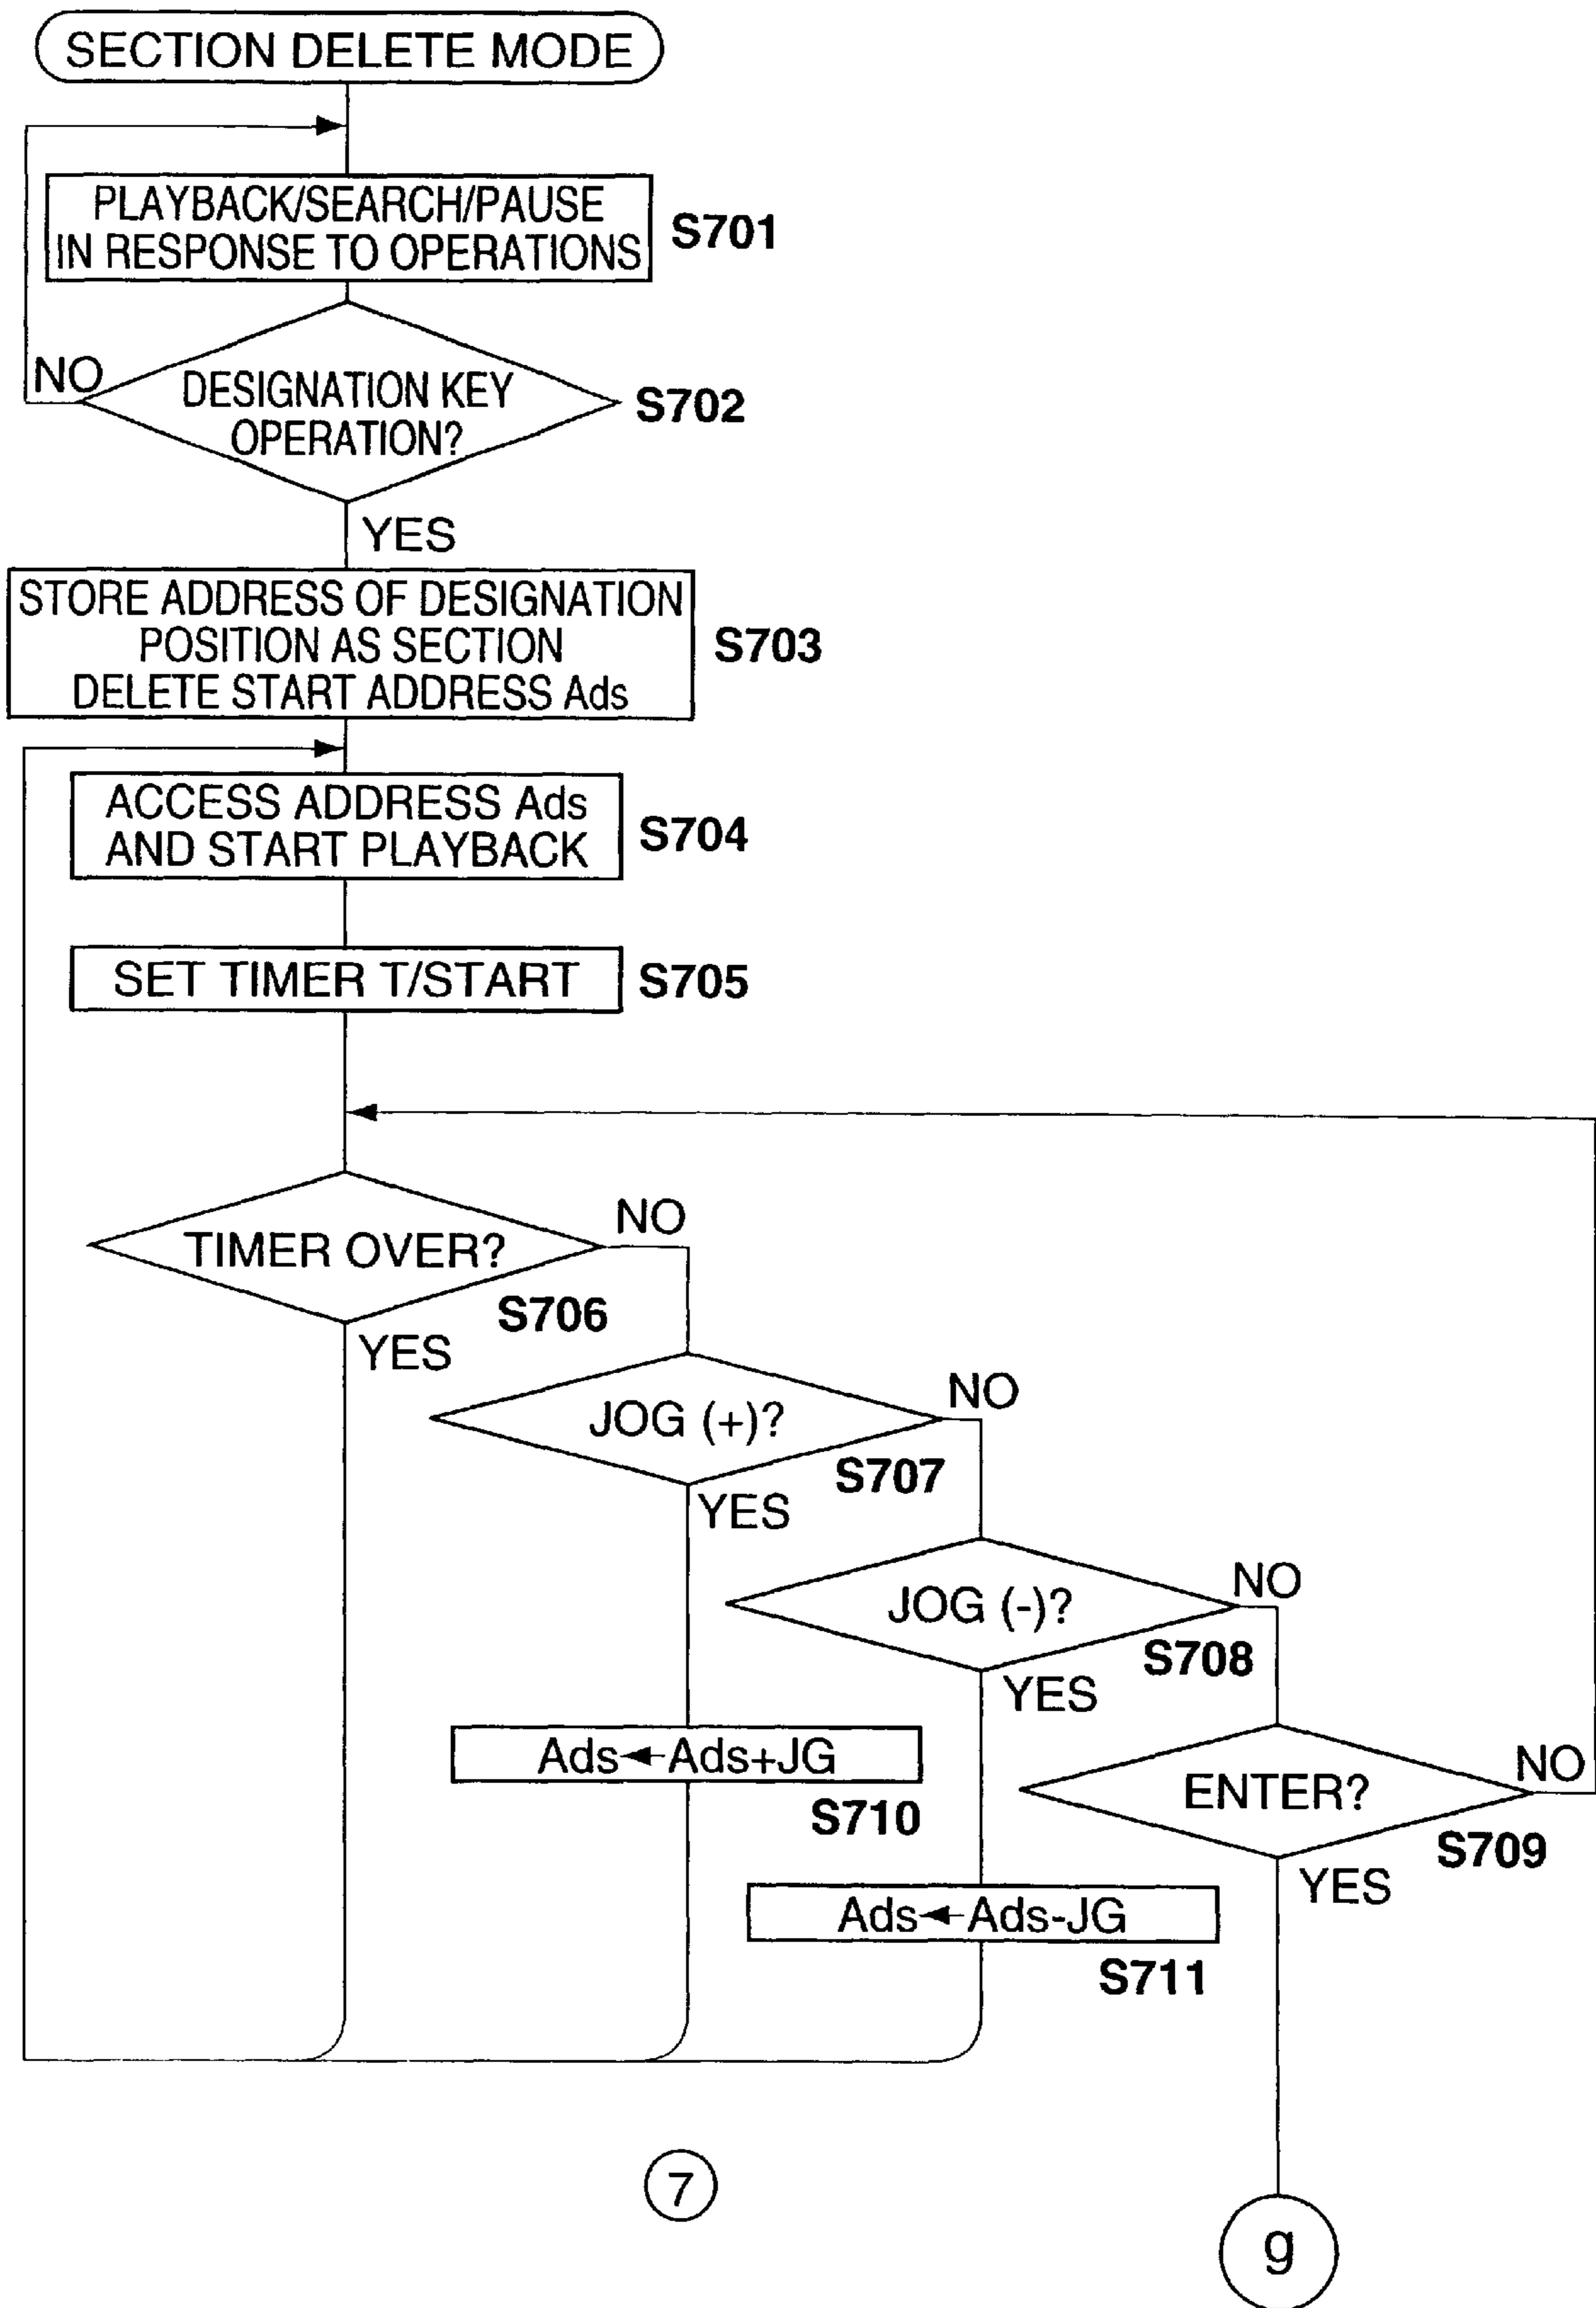 SECTION DELETE MODE
PLAYBACK/SEARCH/PAUSE
IN RESPONSE TO OPERATIONS
S701
NO
DESIGNATION KEY
OPERATION?
S702
YES
STORE ADDRESS OF DESIGNATION
POSITION AS SECTION
DELETE START ADDRESS Ads
S703
ACCESS ADDRESS Ads
AND START PLAYBACK
S704
SET TIMER T/START
S705
TIMER OVER?
NO
S706
YES
JOG (+)?
NO
S707
YES
JOG (-)?
NO
S708
YES
Ads←Ads+JG
S710
ENTER?
NO
S709
YES
Ads←Ads-JG
S711
7
g